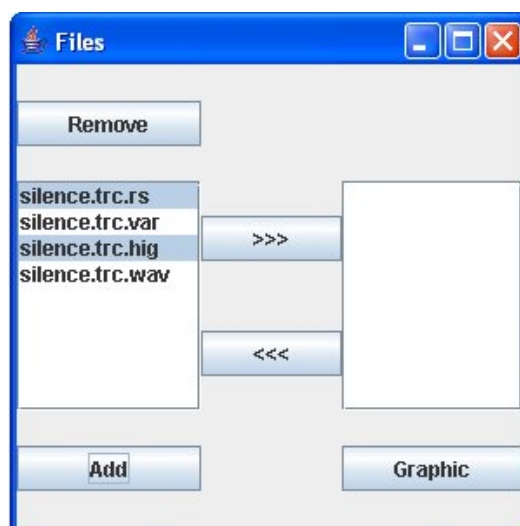 Files
Remove
silence.trc.rs
silence.trc.var
silence.trc.hig
silence.trc.wav
>>>
<<<
Add
Graphic